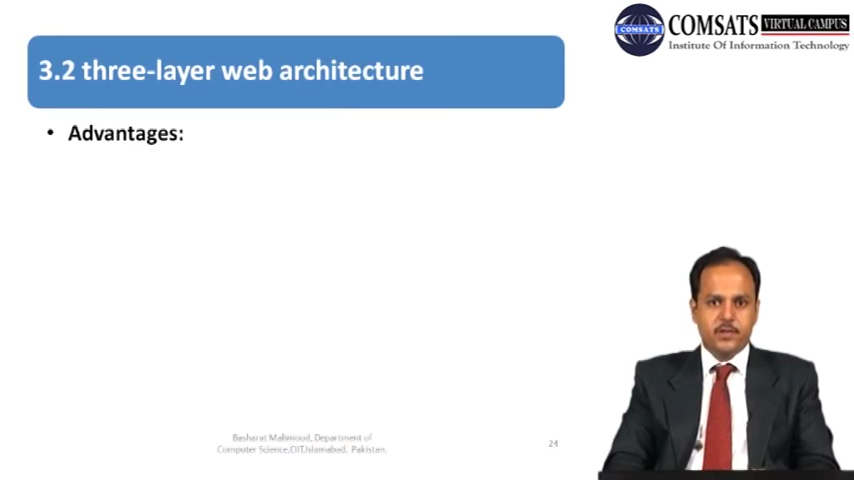 COMSATS VIRTUAL CAMPUS
Institute Of Information Technology
COMSATS
3.2 three-layer web architecture
• Advantages:
Basharat Mahmood, Department of
Computer Science,CIIT,Islamabad, Pakistan.
24